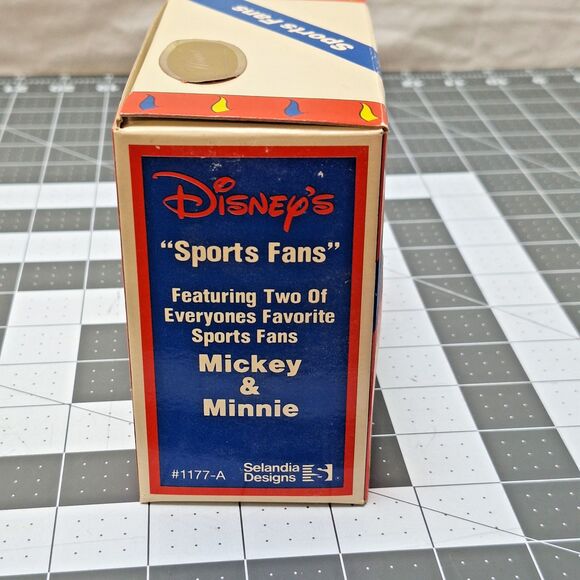 Sports Fans
Disney's
“Sports Fans”
Featuring Two Of
Everyones Favorite
Sports Fans
Mickey
&
Minnie
#1177-A
Selandia
Designs